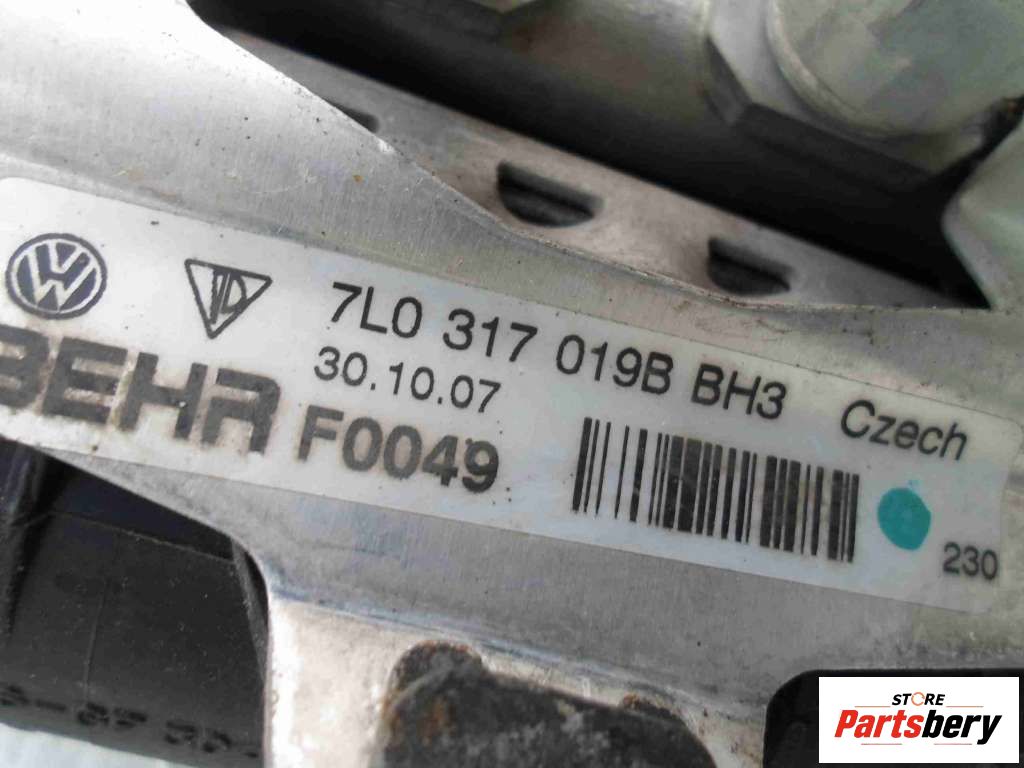 7L0 317 019B BH3 Czech
30.10.07
BEHR F0049
230
STORE
Partsbery